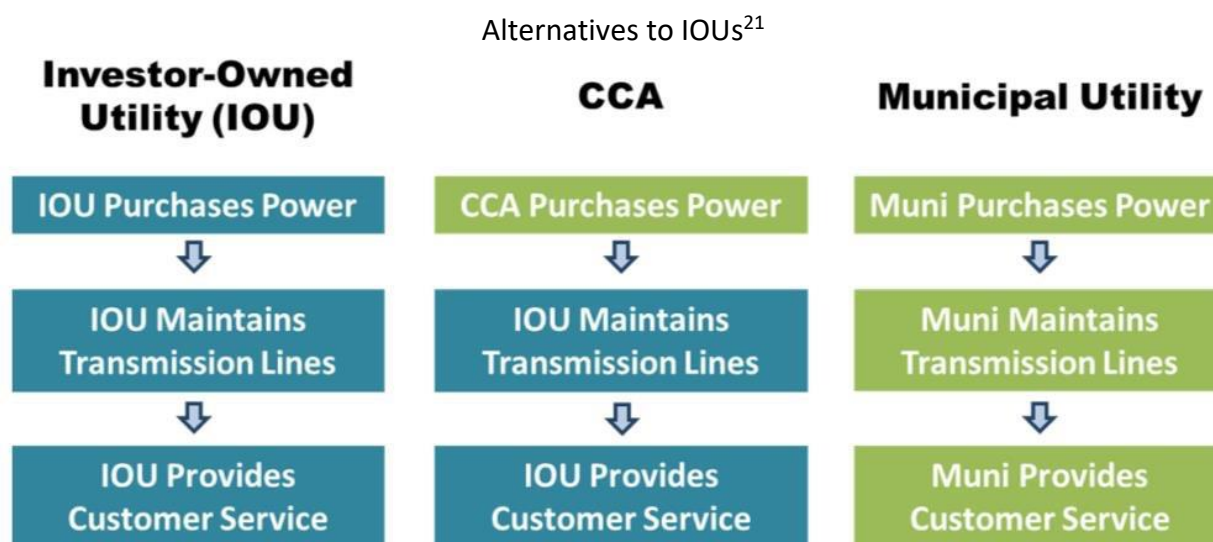 Alternatives to IOUs21
Investor-Owned
Utility (IOU)
CCA
Municipal Utility
IOU Purchases Power
CCA Purchases Power
Muni Purchases Power
IOU Maintains
Transmission Lines
IOU Maintains
Transmission Lines
Muni Maintains
Transmission Lines
IOU Provides
Customer Service
IOU Provides
Customer Service
Muni Provides
Customer Service